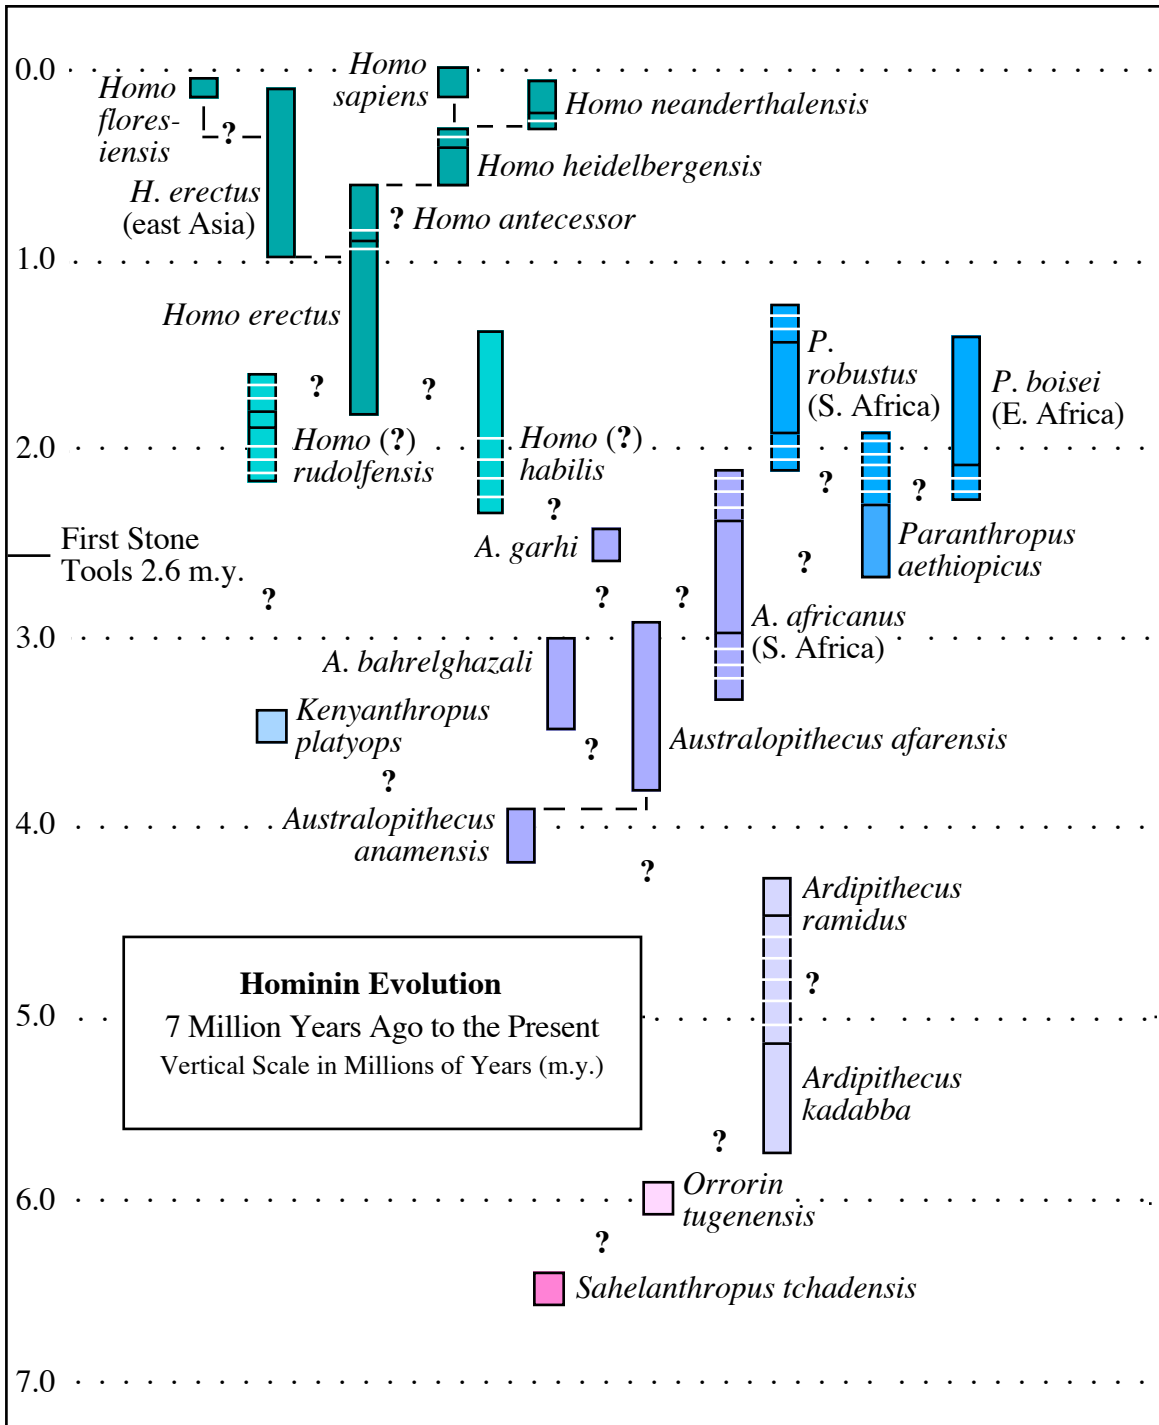 0.0
Homo
flores-
iensis
?
H. erectus
(east Asia)
Homo
sapiens
Homo neanderthalensis
Homo heidelbergensis
? Homo antecessor
1.0
Homo erectus
?
?
P.
robustus
(S. Africa)
P. boisei
(E. Africa)
2.0
Homo (?)
rudolfensis
Homo (?)
habilis
?
?
?
First Stone
Tools 2.6 m.y.
A. garhi
Paranthropus
aethiopicus
?
?
?
?
A. africanus
(S. Africa)
3.0
A. bahrelghazali
Kenyanthropus
platyops
?
Australopithecus afarensis
?
4.0
Australopithecus
anamensis
?
Ardipithecus
ramidus
?
Hominin Evolution
7 Million Years Ago to the Present
Vertical Scale in Millions of Years (m.y.)
5.0
Ardipithecus
kadabba
?
6.0
Orrorin
tugenensis
?
Sahelanthropus tchadensis
7.0